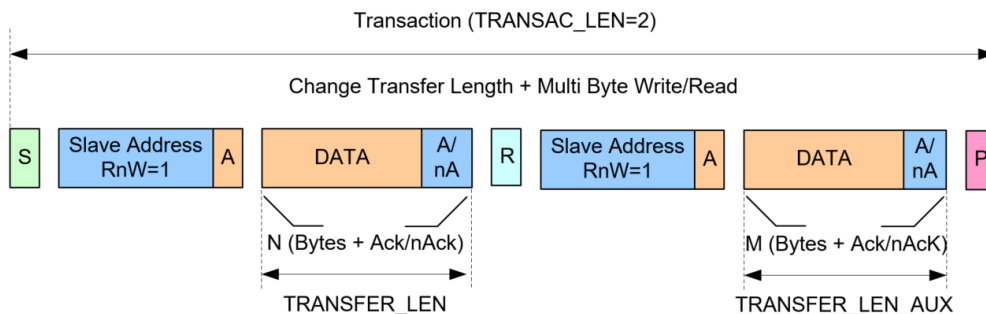 Transaction (TRANSAC_LEN=2)
Change Transfer Length + Multi Byte Write/Read
S
Slave Address
RnW=1
A
DATA
A/
nA
R
Slave Address
RnW=1
A
DATA
A/
nA
P
N (Bytes + Ack/nAck)
M (Bytes + Ack/nAcK)
TRANSFER_LEN
TRANSFER_LEN_AUX